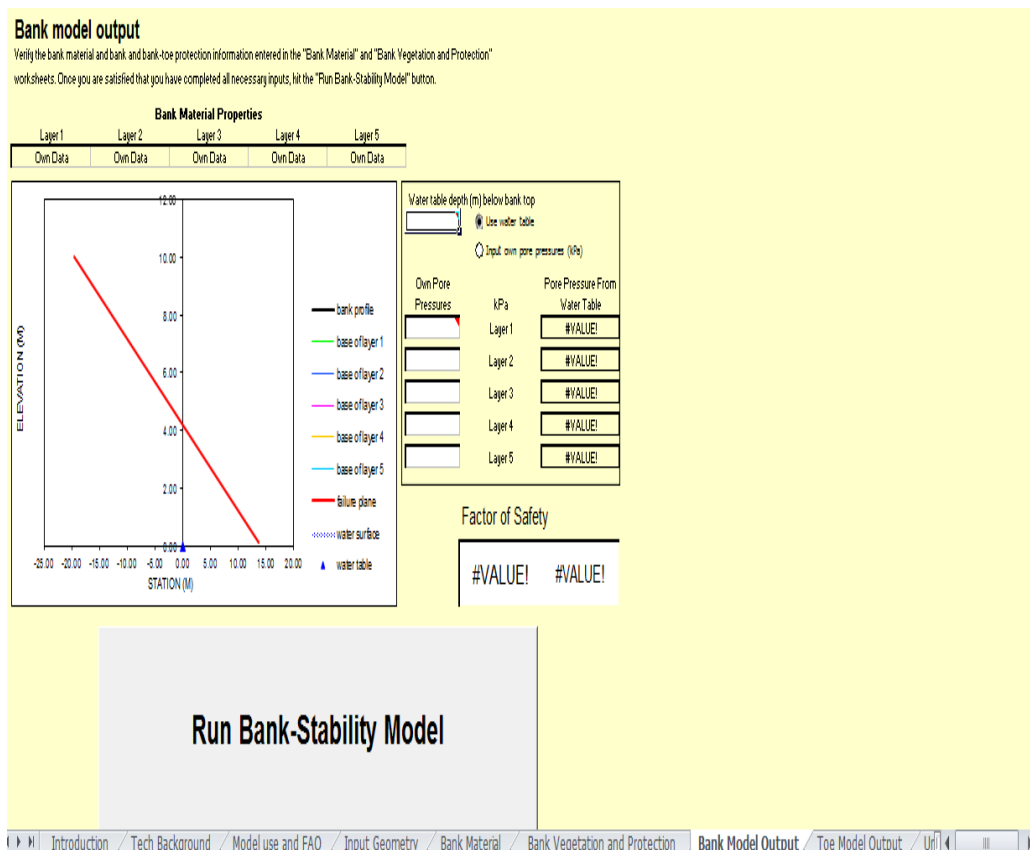 Bank model output
Verify the bank material and bank and bank-toe protection information entered in the "Bank Material" and "Bank Vegetation and Protection"
worksheets. Once you are satisfied that you have completed all necessary inputs, hit the "Run Bank-Stability Model" button.
Bank Material Properties
Layer 1 Layer 2 Layer 3 Layer 4 Layer 5
Own Data Own Data Own Data Own Data Own Data
12.00
10.00
8.00
6.00
4.00
2.00
0.00
ELEVATION (M)
-25.00 -20.00 -15.00 -10.00 -5.00 0.00 5.00 10.00 15.00 20.00
STATION (M)
bank profile
base of layer 1
base of layer 2
base of layer 3
base of layer 4
base of layer 5
failure plane
water surface
water table
Water table depth (m) below bank top
Use water table
Input own pore pressures (kPa)
Own Pore Pore Pressure From
Pressures kPa Water Table
Layer 1 #VALUE!
Layer 2 #VALUE!
Layer 3 #VALUE!
Layer 4 #VALUE!
Layer 5 #VALUE!
Factor of Safety
#VALUE! #VALUE!
Run Bank-Stability Model
Introduction Tech Background Model use and FAQ Input Geometry Bank Material Bank Vegetation and Protection Bank Model Output Toe Model Output